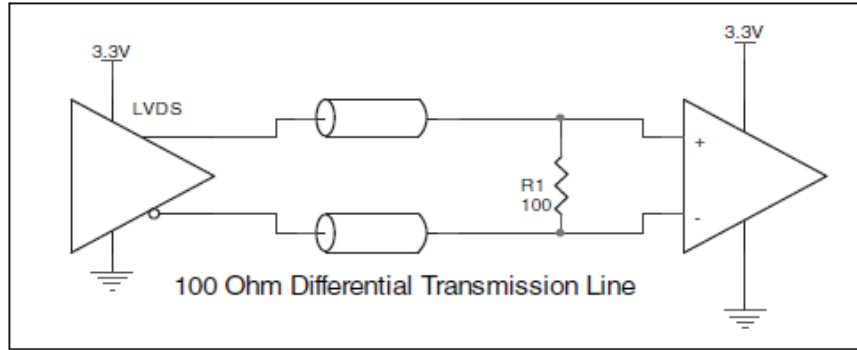 3.3V
3.3V
LVDS
+
R1
100
-
100 Ohm Differential Transmission Line